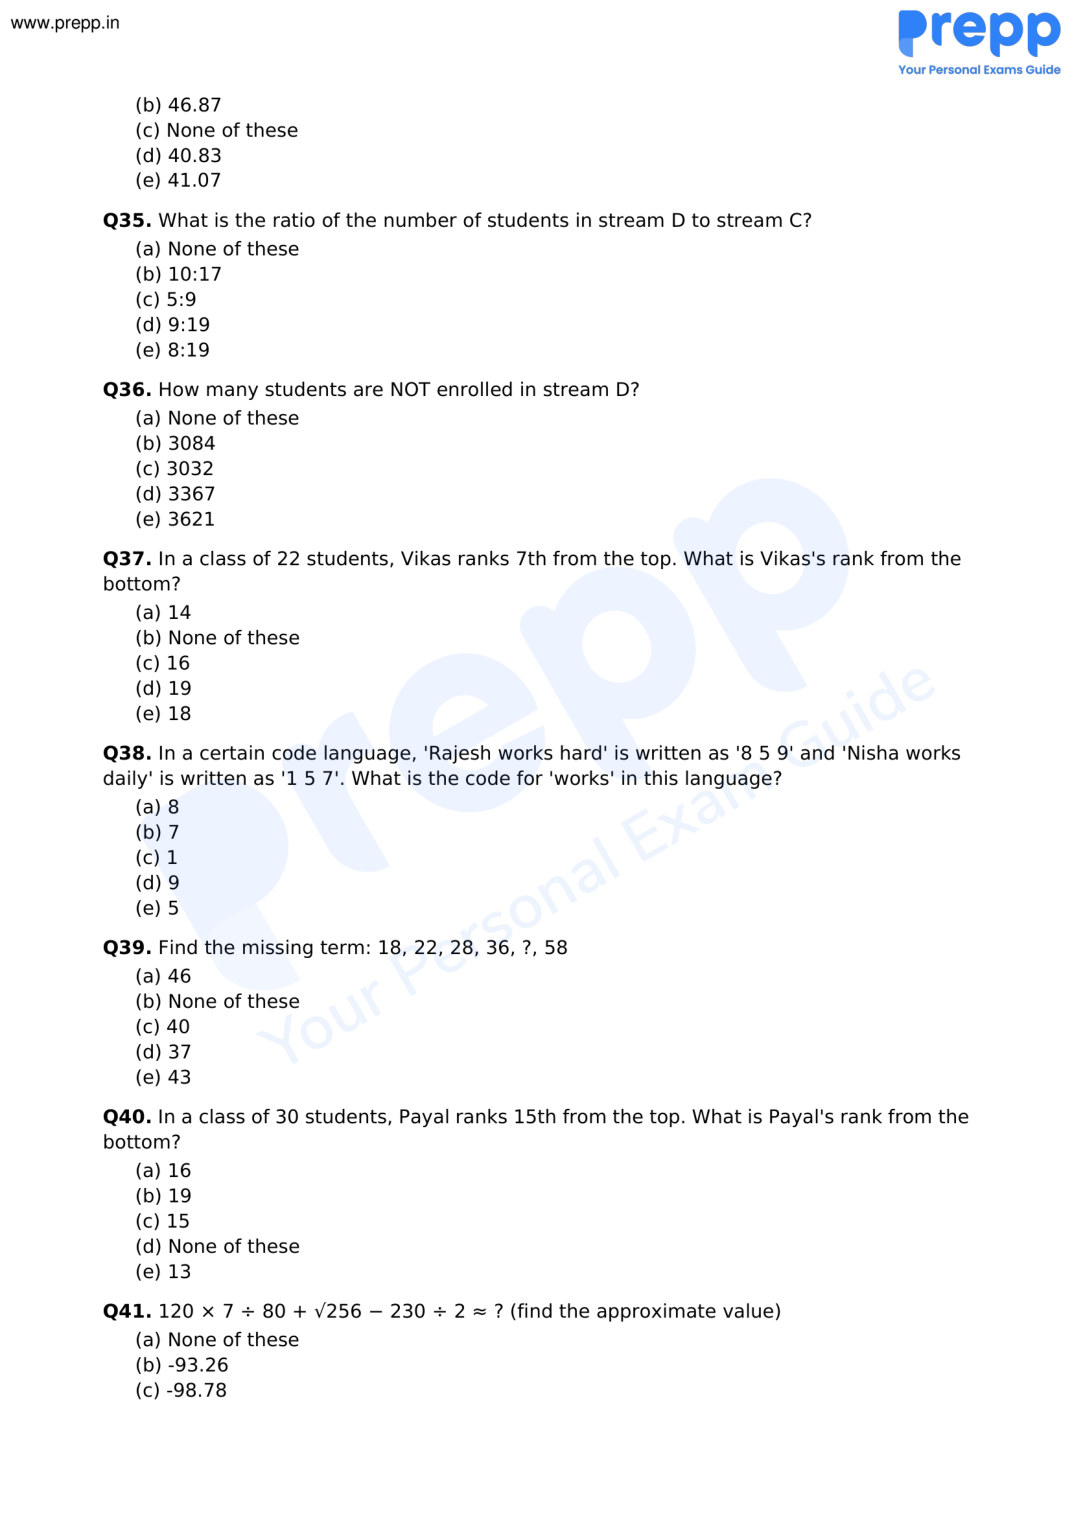 www.prepp.in
prepp
Your Personal Exams Guide
(b) 46.87
(c) None of these
(d) 40.83
(e) 41.07
Q35. What is the ratio of the number of students in stream D to stream C?
(a) None of these
(b) 10:17
(c) 5:9
(d) 9:19
(e) 8:19
Q36. How many students are NOT enrolled in stream D?
(a) None of these
(b) 3084
(c) 3032
(d) 3367
(e) 3621
Q37. In a class of 22 students, Vikas ranks 7th from the top. What is Vikas's rank from the
bottom?
(a) 14
(b) None of these
(c) 16
(d) 19
(e) 18
Q38. In a certain code language, 'Rajesh works hard' is written as '8 5 9' and 'Nisha works
daily' is written as '1 5 7'. What is the code for 'works' in this language?
(a) 8
(b) 7
(c) 1
(d) 9
(e) 5
Q39. Find the missing term: 18, 22, 28, 36, ?, 58
(a) 46
(b) None of these
(c) 40
(d) 37
(e) 43
Q40. In a class of 30 students, Payal ranks 15th from the top. What is Payal's rank from the
bottom?
(a) 16
(b) 19
(c) 15
(d) None of these
(e) 13
Q41. 120 × 7 ÷ 80 + √256 − 230 ÷ 2 ≈ ? (find the approximate value)
(a) None of these
(b) -93.26
(c) -98.78
prepp
Your Personal Exam Guide